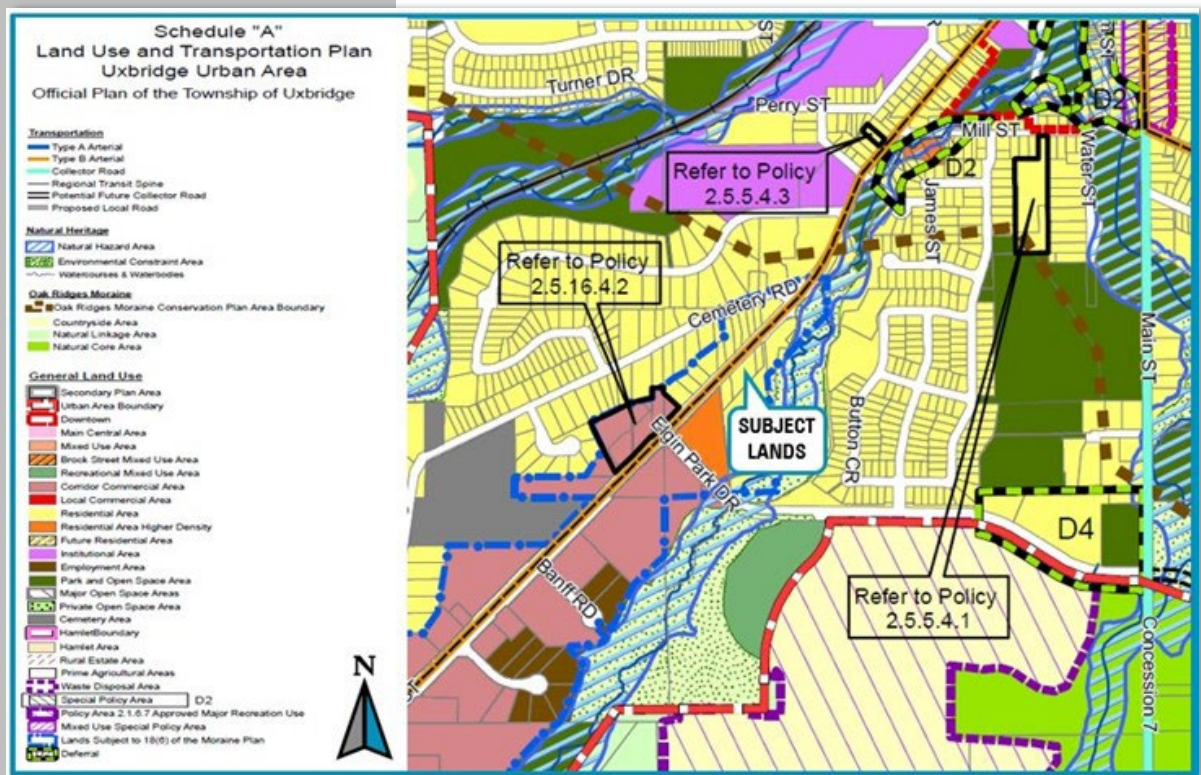 Schedule "A"
Land Use and Transportation Plan
Uxbridge Urban Area
Official Plan of the Township of Uxbridge
Transportation
Type A Arterial
Type B Arterial
Collector Road
Regional Transit Spine
Potential Future Collector Road
Proposed Local Road
Natural Heritage
Natural Hazard Area
Environmental Constraint Area
Watercourses & Waterbodies
Oak Ridges Moraine
Oak Ridges Moraine Conservation Plan Area Boundary
Countryside Area
Natural Linkage Area
Natural Core Area
General Land Use
Secondary Plan Area
Urban Area Boundary
Downtown
Main Central Area
Mixed Use Area
Brock Street Mixed Use Area
Recreational Mixed Use Area
Corridor Commercial Area
Local Commercial Area
Residential Area
Residential Area Higher Density
Future Residential Area
Institutional Area
Employment Area
Park and Open Space Area
Major Open Space Areas
Private Open Space Area
Cemetery Area
HamletBoundary
Hamlet Area
Rural Estate Area
Prime Agricultural Areas
Waste Disposal Area
Special Policy Area D2
Policy Area 2.1.6.7 Approved Major Recreation Use
Mixed Use Special Policy Area
Lands Subject to 18(6) of the Moraine Plan
Deferral
N
ST
Turner DR
Perry ST
D2
Mill ST
Water ST
Refer to Policy
2.5.5.4.3
D2
James ST
Refer to Policy
2.5.16.4.2
Cemetery RD
Main ST
SUBJECT
LANDS
Elgin Park DR
Button CR
D4
Banff RD
Refer to Policy
2.5.5.4.1
Concession 7